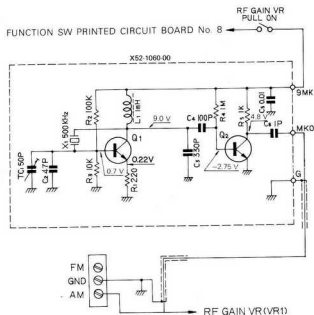 RF GAIN VR
PULL ON
FUNCTION SW PRINTED CIRCUIT BOARD No. 8
X52-1060-00
R2 100K
L1 1mH
9.0 V
C4 100P
R4 1M
R5 1K
4.8 V
C5 0.01
9MK
C6 1P
MKO
X1 500KHz
Q1
Q2
0.22V
0.7 V
-2.75V
C3 330P
TC1 50P
C2 47P
R3 10K
R1 220
G
FM
GND
AM
RF GAIN VR(VR1)